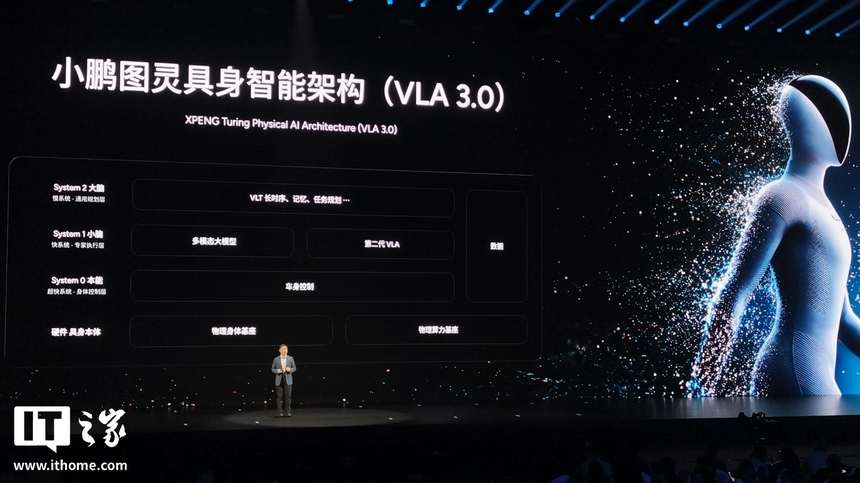 小鹏图灵具身智能架构（VLA 3.0）
XPENG Turing Physical AI Architecture (VLA 3.0)
System 2 大脑
慢系统 - 通用规划层
VLT 长时序、记忆、任务规划 ···
System 1 小脑
快系统 - 专家执行层
多模态大模型
第二代 VLA
数据
System 0 本能
超快系统 - 身体控制层
车身控制
硬件 具身本体
物理身体基座
物理算力基座
IT之家
www.ithome.com